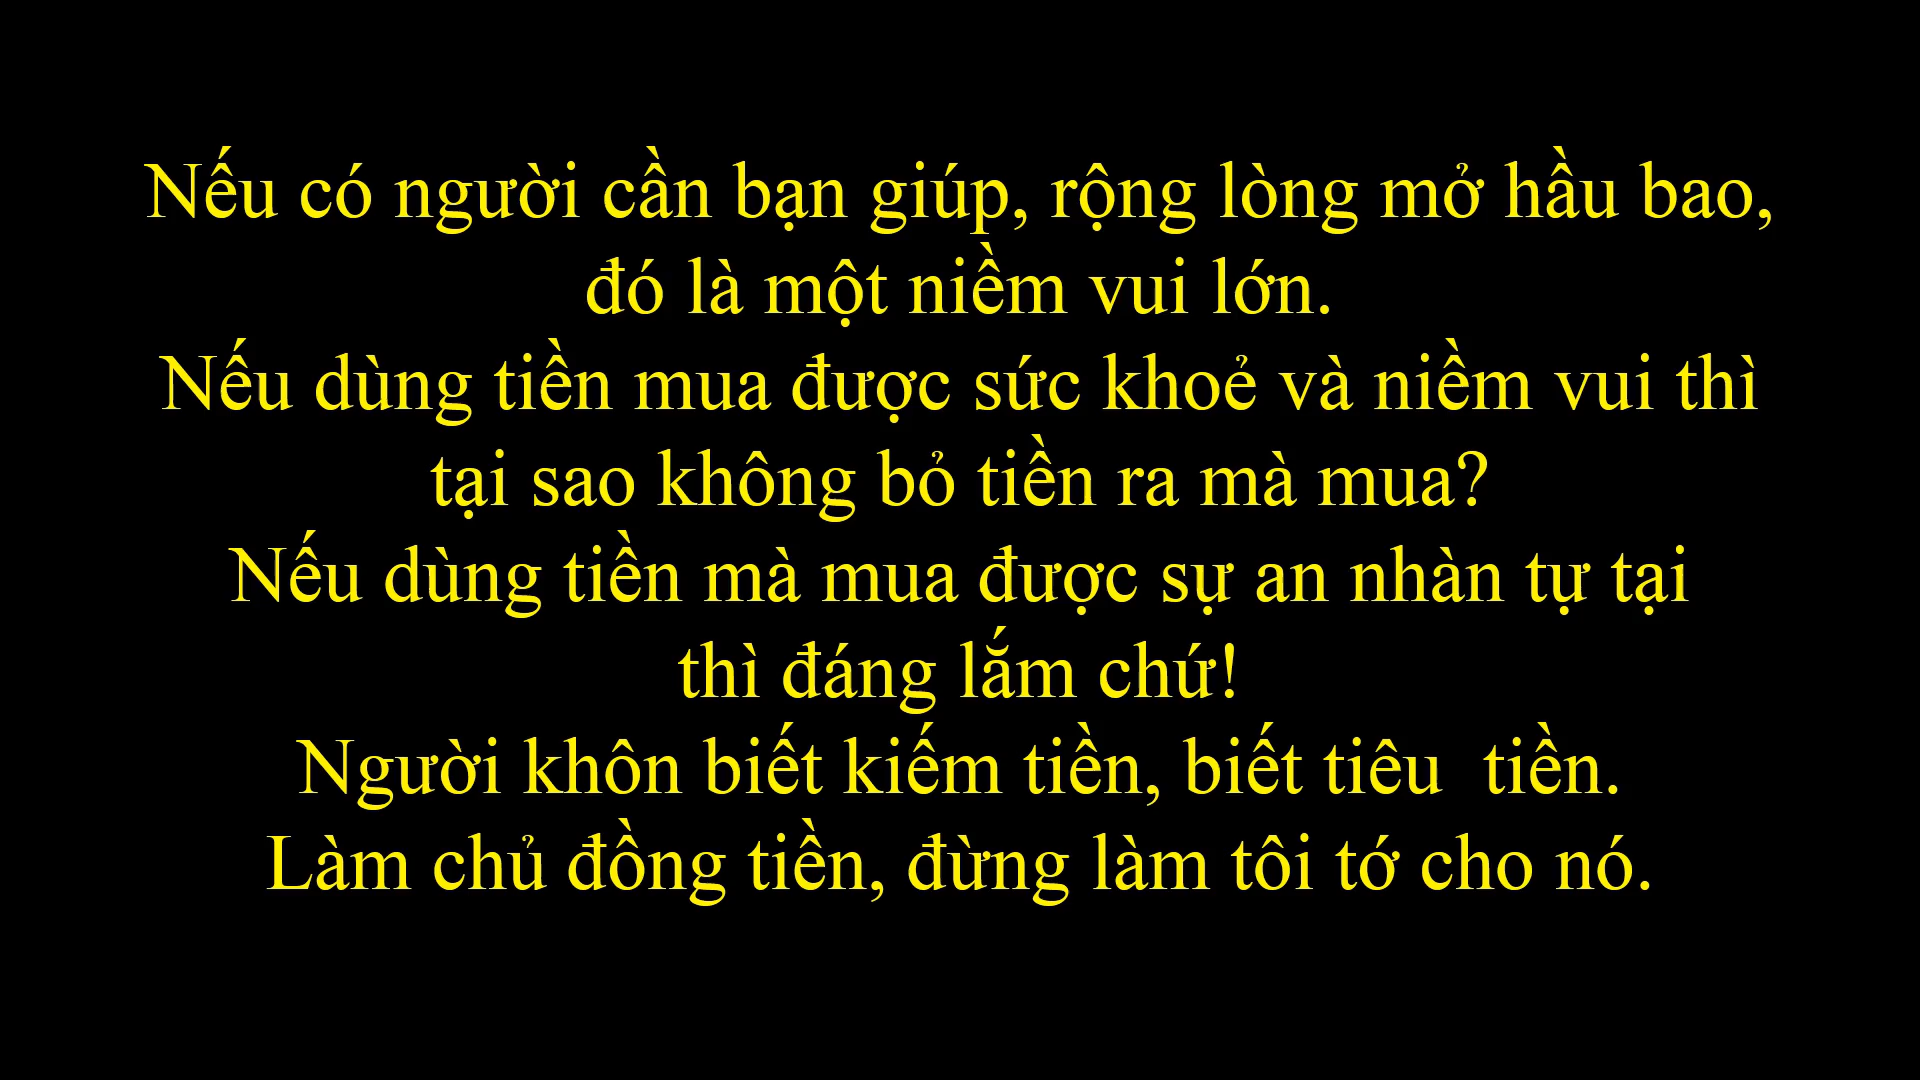 Nếu có người cần bạn giúp, rộng lòng mở hầu bao,
đó là một niềm vui lớn.
Nếu dùng tiền mua được sức khoẻ và niềm vui thì
tại sao không bỏ tiền ra mà mua?
Nếu dùng tiền mà mua được sự an nhàn tự tại
thì đáng lắm chứ!
Người khôn biết kiếm tiền, biết tiêu  tiền.
Làm chủ đồng tiền, đừng làm tôi tớ cho nó.